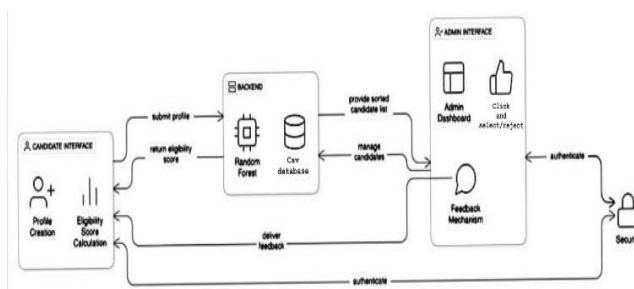 ADMIN INTERFACE
Admin
Dashboard
Click
and
select/reject
Feedback
Mechanism
BACKEND
Random
Forest
Csv
database
submit profile
return eligibility
score
provide sorted
candidate list
manage
candidates
authenticate
CANDIDATE INTERFACE
Profile
Creation
Eligibility
Score
Calculation
deliver
feedback
authenticate
Secur